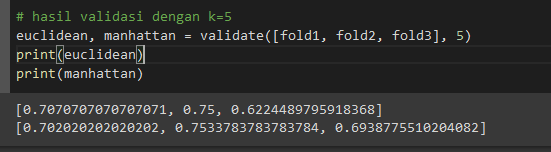 # hasil validasi dengan k=5
euclidean, manhattan = validate([fold1, fold2, fold3], 5)
print(euclidean)
print(manhattan)
[0.7070707070707071, 0.75, 0.6224489795918368]
[0.702020202020202, 0.7533783783783784, 0.6938775510204082]